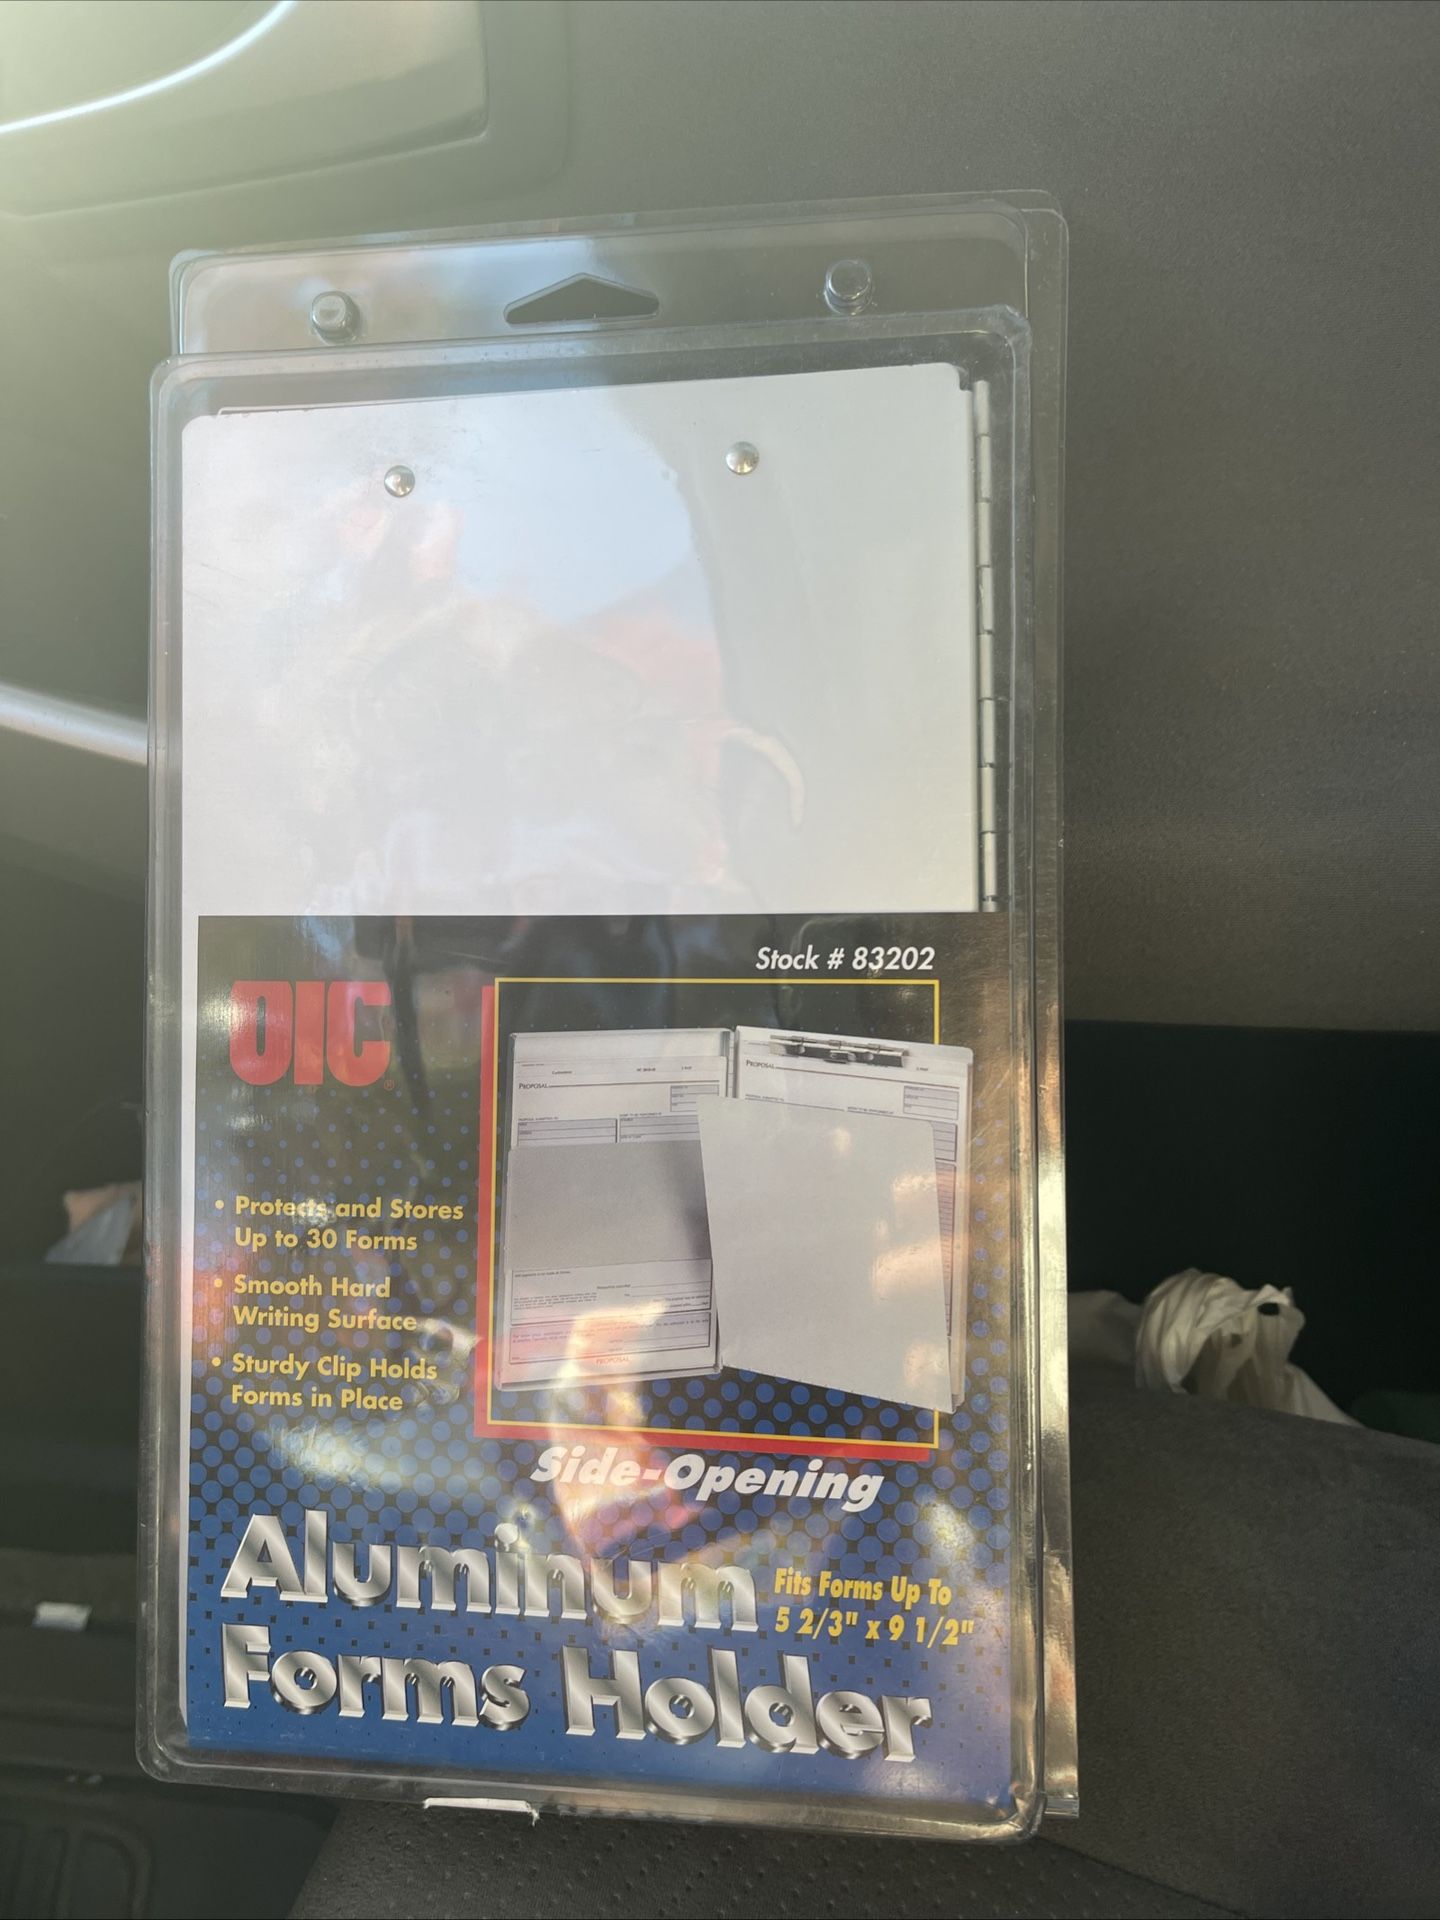 Stock # 83202
OIC®
PROPOSAL
PROPOSAL
• Protects and Stores
Up to 30 Forms
• Smooth Hard
Writing Surface
• Sturdy Clip Holds
Forms in Place
PROPOSAL
Side-Opening
Aluminum
Forms Holder
Fits Forms Up To
5 2/3" x 9 1/2"